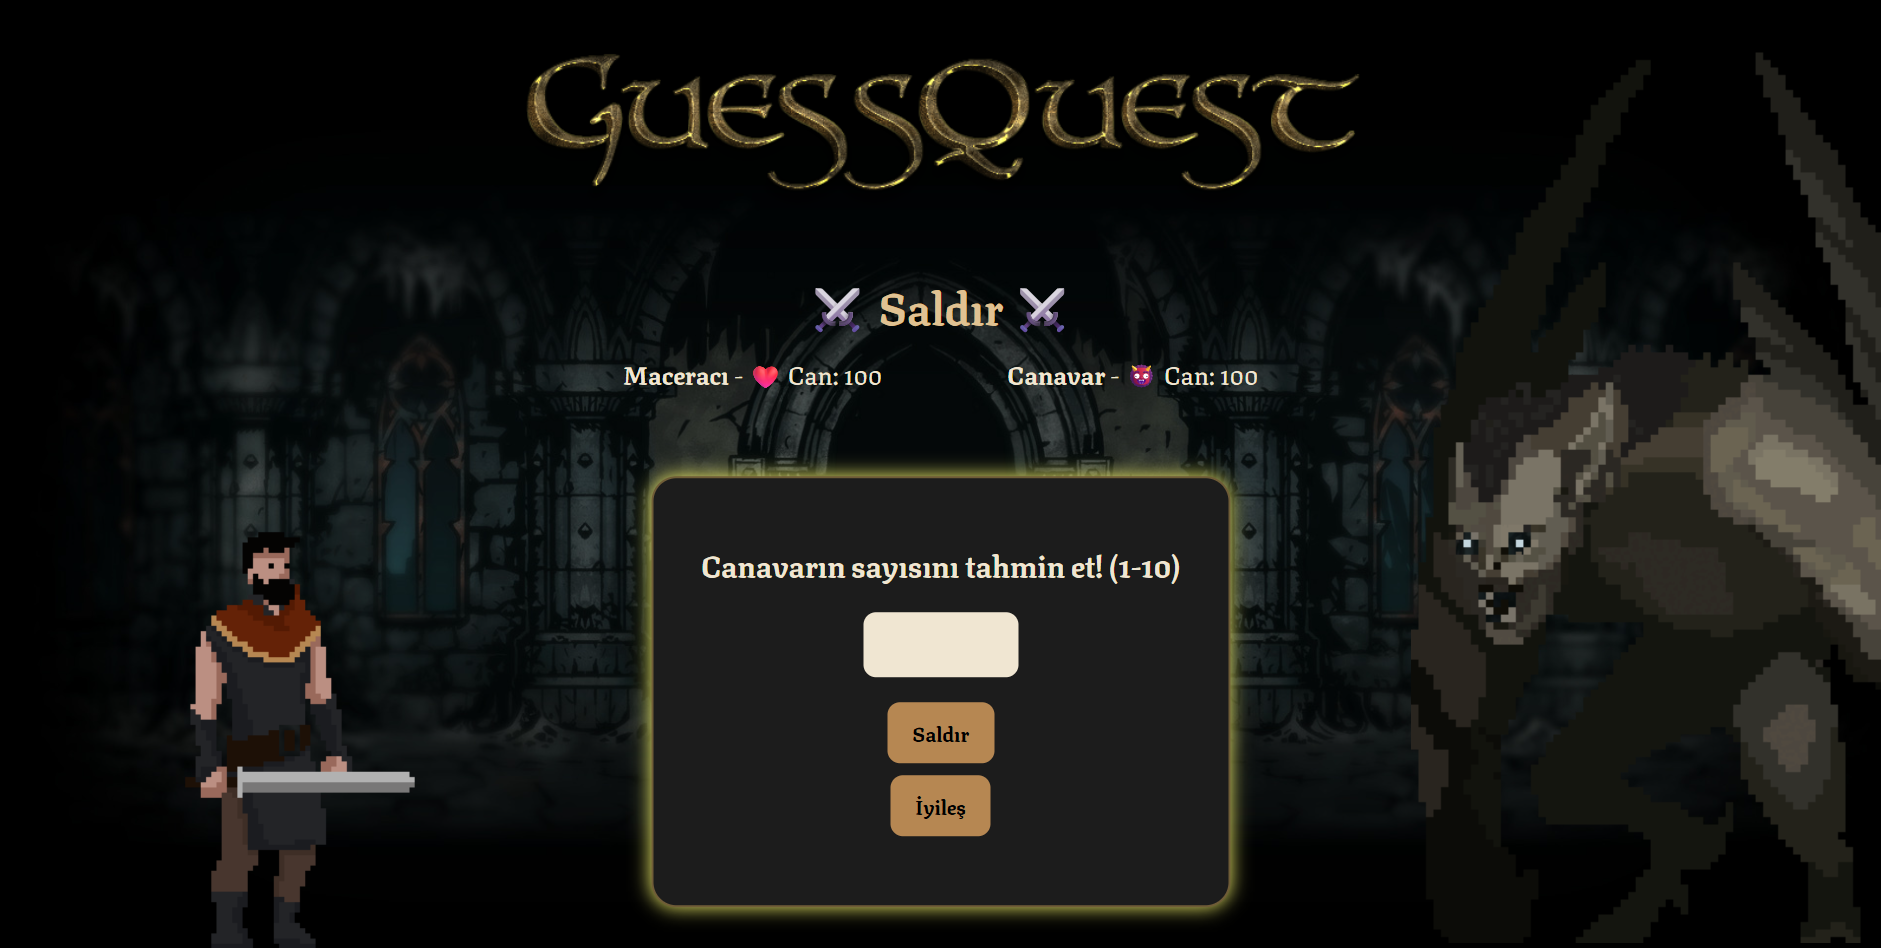 GuessQuest
⚔️ Saldır ⚔️
Maceracı - ❤️ Can: 100
Canavar - 👿 Can: 100
Canavarın sayısını tahmin et! (1-10)
Saldır
İyileş